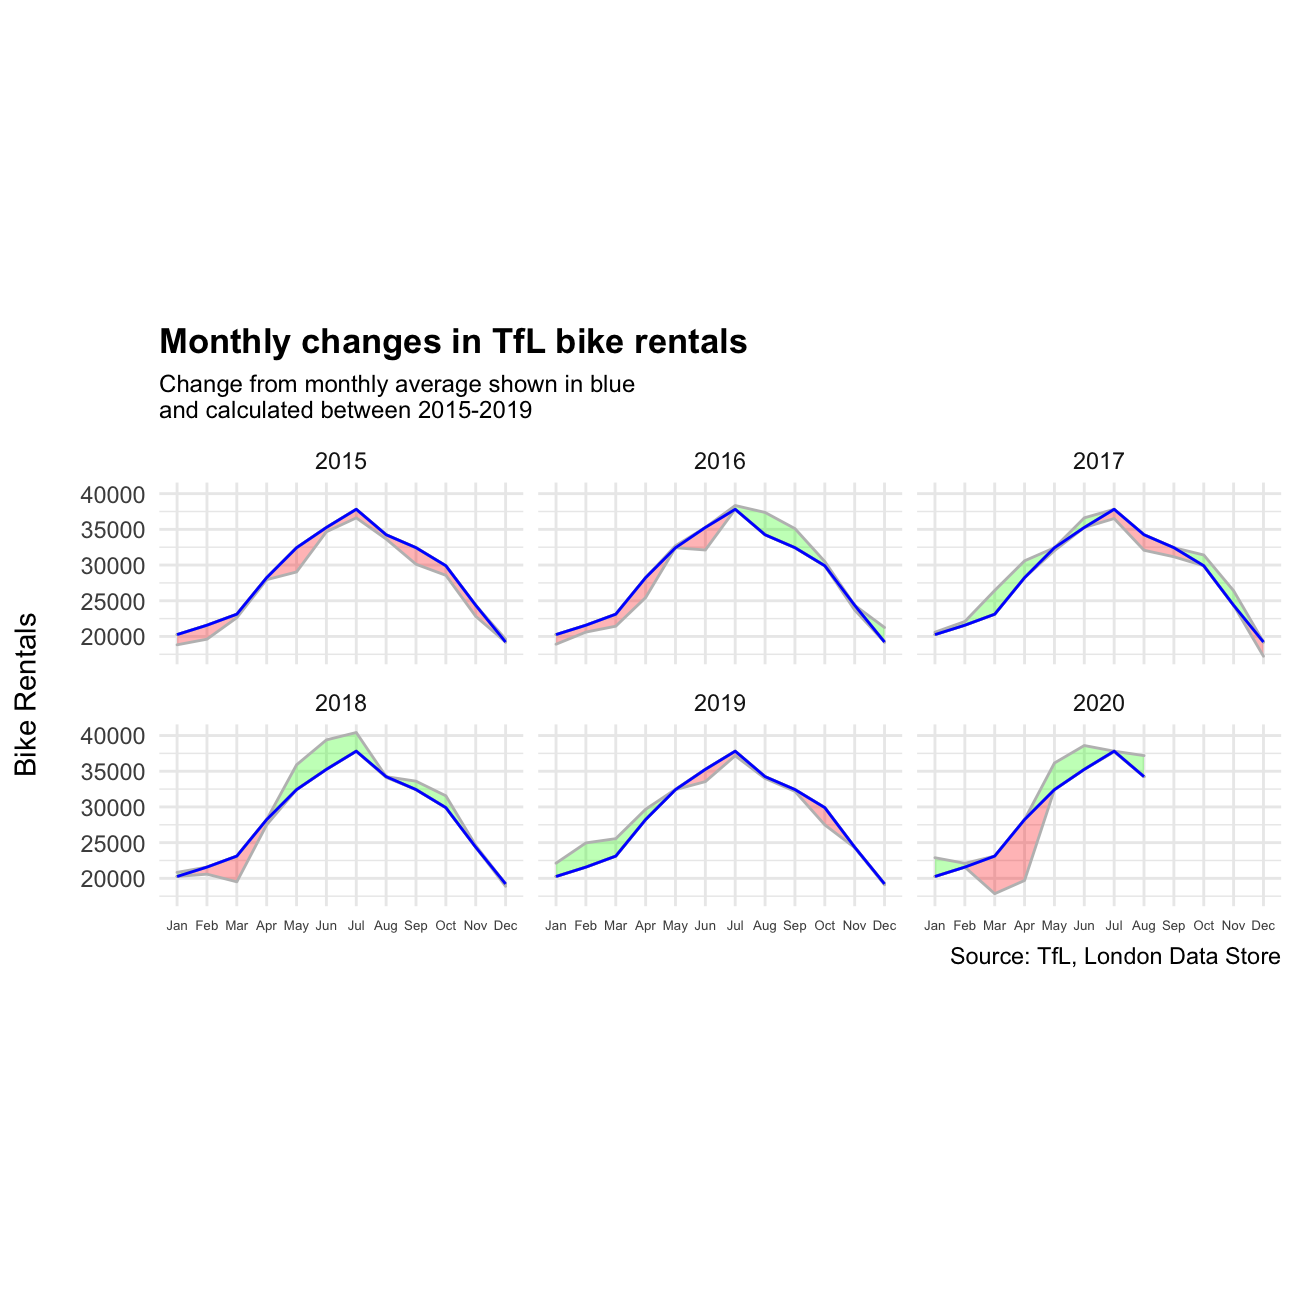 Monthly changes in TfL bike rentals
Change from monthly average shown in blue
and calculated between 2015-2019
2015 2016 2017
40000
35000
30000
25000
20000
Bike Rentals
2018 2019 2020
40000
35000
30000
25000
20000
Jan Feb Mar Apr May Jun Jul Aug Sep Oct Nov Dec Jan Feb Mar Apr May Jun Jul Aug Sep Oct Nov Dec Jan Feb Mar Apr May Jun Jul Aug Sep Oct Nov Dec
Source: TfL, London Data Store